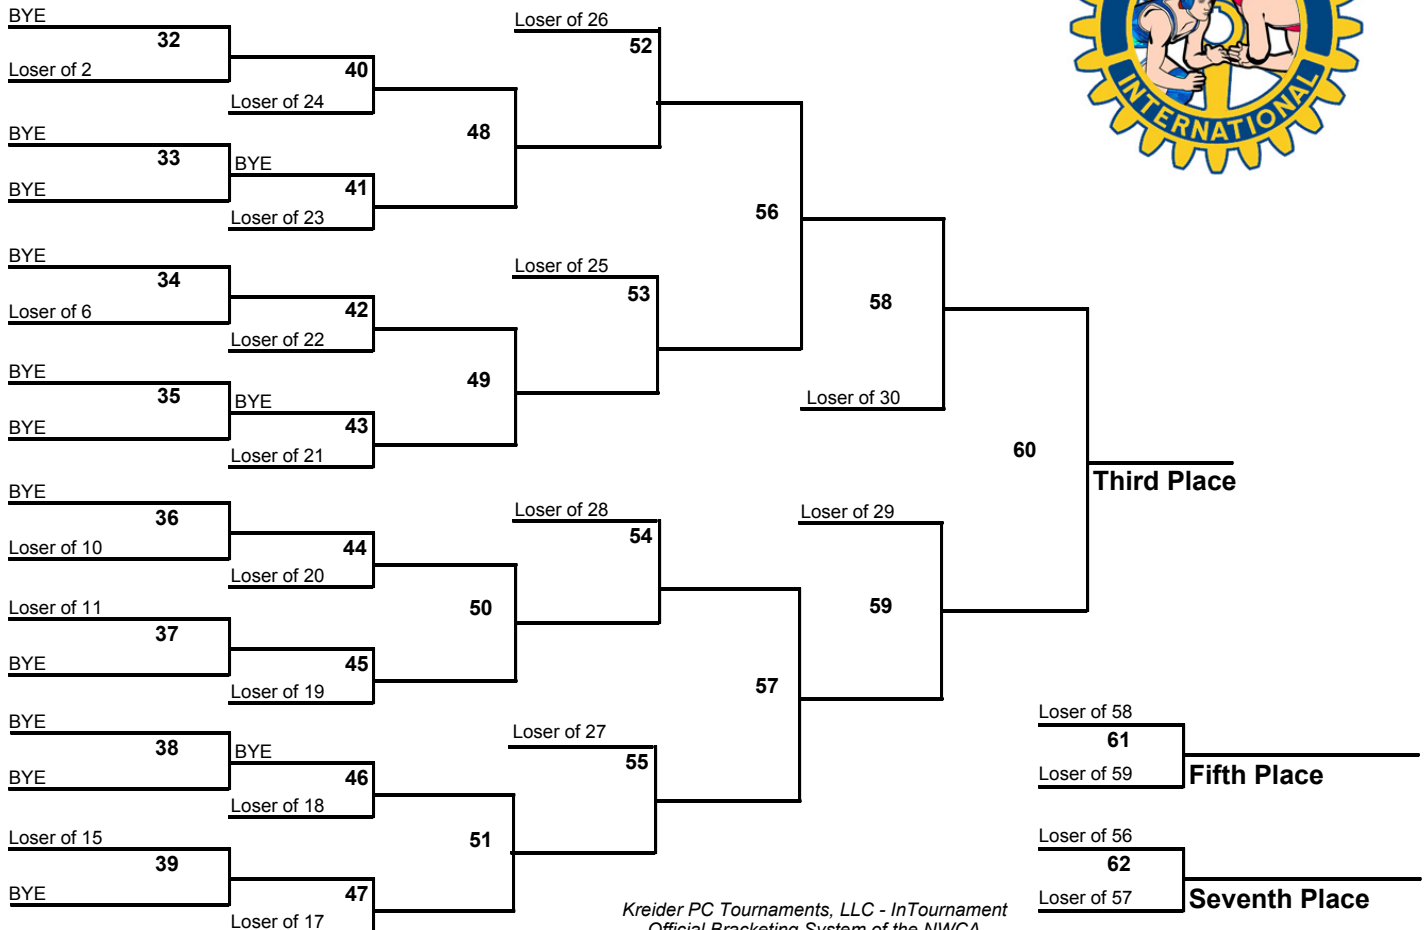 BYE
32
Loser of 2
40
Loser of 24
BYE
33
BYE
BYE
41
Loser of 23
48
Loser of 26
52
BYE
34
Loser of 6
42
Loser of 22
BYE
35
BYE
BYE
43
Loser of 21
49
Loser of 25
53
56
58
Loser of 30
BYE
36
Loser of 10
44
Loser of 20
Loser of 11
37
BYE
45
Loser of 19
50
Loser of 28
54
BYE
38
BYE
BYE
46
Loser of 18
Loser of 15
39
BYE
47
Loser of 17
51
Loser of 27
55
57
Loser of 29
59
60
Third Place
Loser of 58
61
Loser of 59
Fifth Place
Loser of 56
62
Loser of 57
Seventh Place
INTERNATIONAL
Kreider PC Tournaments, LLC - InTournament
Official Bracketing System of the NWCA